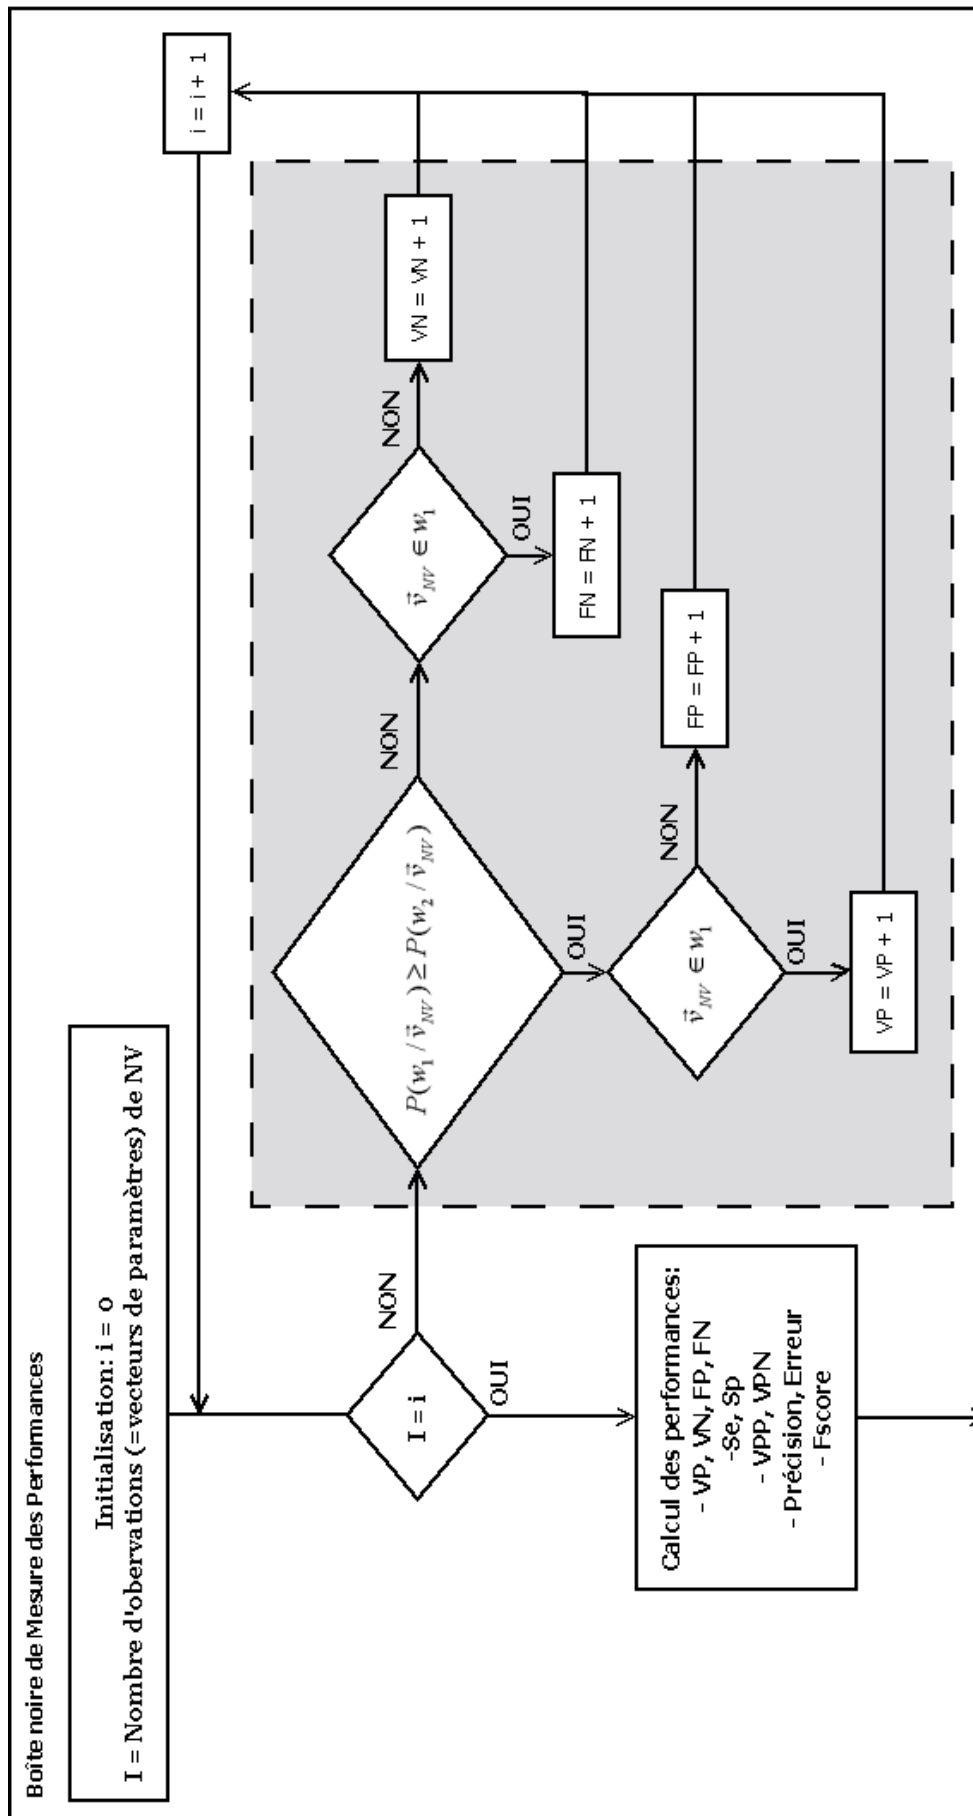 Boîte noire de Mesure des Performances
Initialisation: i = 0
I = Nombre d'obervations (=vecteurs de paramètres) de NV
i = i + 1
I = i
NON
OUI
P(w₁/v⃗_NV) ≥ P(w₂/v⃗_NV)
NON
OUI
v⃗_NV ∈ w₁
NON
VN = VN + 1
OUI
FN = FN + 1
v⃗_NV ∈ w₁
NON
FP = FP + 1
OUI
VP = VP + 1
Calcul des performances:
- VP, VN, FP, FN
-Se, Sp
- VPP, VPN
- Précision, Erreur
- Fscore